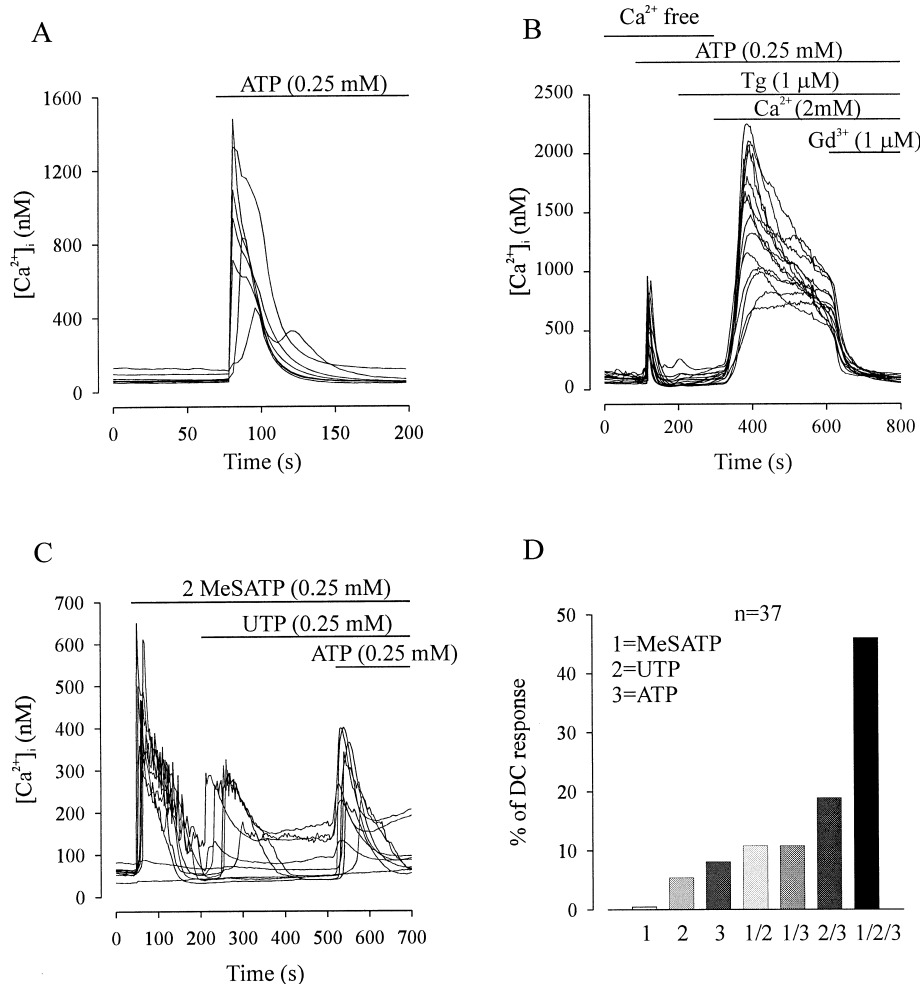 A
ATP (0.25 mM)
1600
1200
800
400
0
[Ca²⁺]ᵢ (nM)
0 50 100 150 200
Time (s)
B
Ca²⁺ free
ATP (0.25 mM)
Tg (1 μM)
Ca²⁺ (2mM)
Gd³⁺ (1 μM)
2500
2000
1500
1000
500
0
[Ca²⁺]ᵢ (nM)
0 200 400 600 800
Time (s)
C
2 MeSATP (0.25 mM)
UTP (0.25 mM)
ATP (0.25 mM)
700
600
500
400
300
200
100
0
[Ca²⁺]ᵢ (nM)
0 100 200 300 400 500 600 700
Time (s)
D
n=37
1=MeSATP
2=UTP
3=ATP
50
40
30
20
10
0
% of DC response
1 2 3 1/2 1/3 2/3 1/2/3